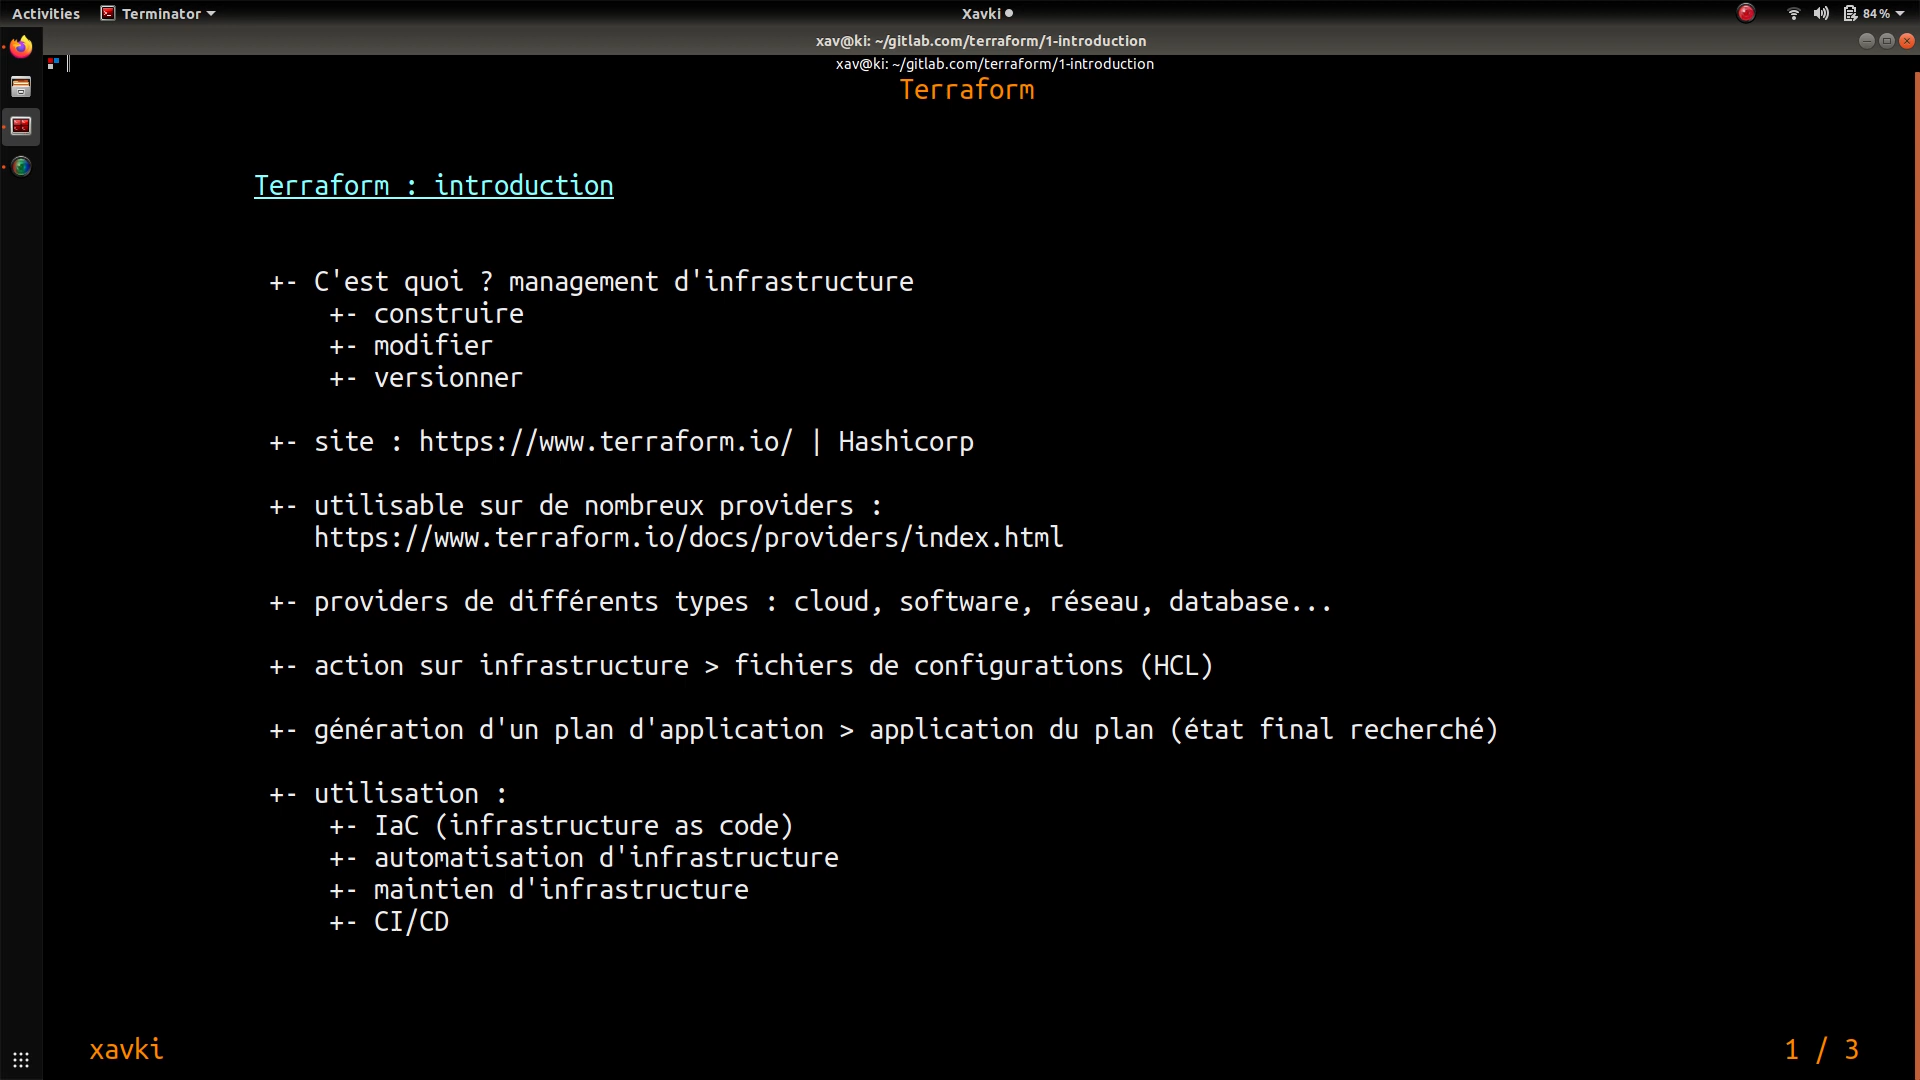 Activities
Terminator
Xavki
84 %
xav@ki: ~/gitlab.com/terraform/1-introduction
xav@ki: ~/gitlab.com/terraform/1-introduction
Terraform
Terraform : introduction
+- C'est quoi ? management d'infrastructure
+- construire
+- modifier
+- versionner
+- site : https://www.terraform.io/ | Hashicorp
+- utilisable sur de nombreux providers :
https://www.terraform.io/docs/providers/index.html
+- providers de différents types : cloud, software, réseau, database...
+- action sur infrastructure > fichiers de configurations (HCL)
+- génération d'un plan d'application > application du plan (état final recherché)
+- utilisation :
+- IaC (infrastructure as code)
+- automatisation d'infrastructure
+- maintien d'infrastructure
+- CI/CD
xavki
1 / 3